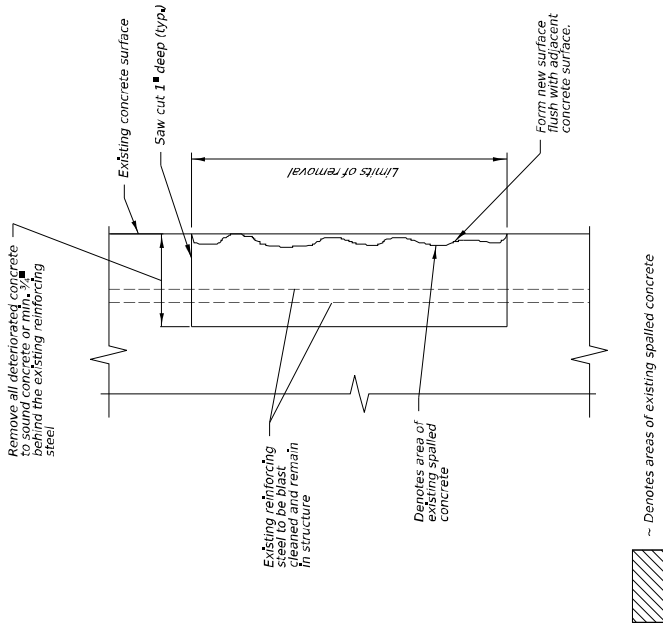 Remove all deteriorated concrete
to sound concrete or min. ¾"
behind the existing reinforcing
steel
Existing concrete surface
Saw cut 1" deep (typ.)
Limits of removal
Form new surface
flush with adjacent
concrete surface.
Existing reinforcing
steel to be blast
cleaned and remain
in structure
Denotes area of
existing spalled
concrete
~ Denotes areas of existing spalled concrete